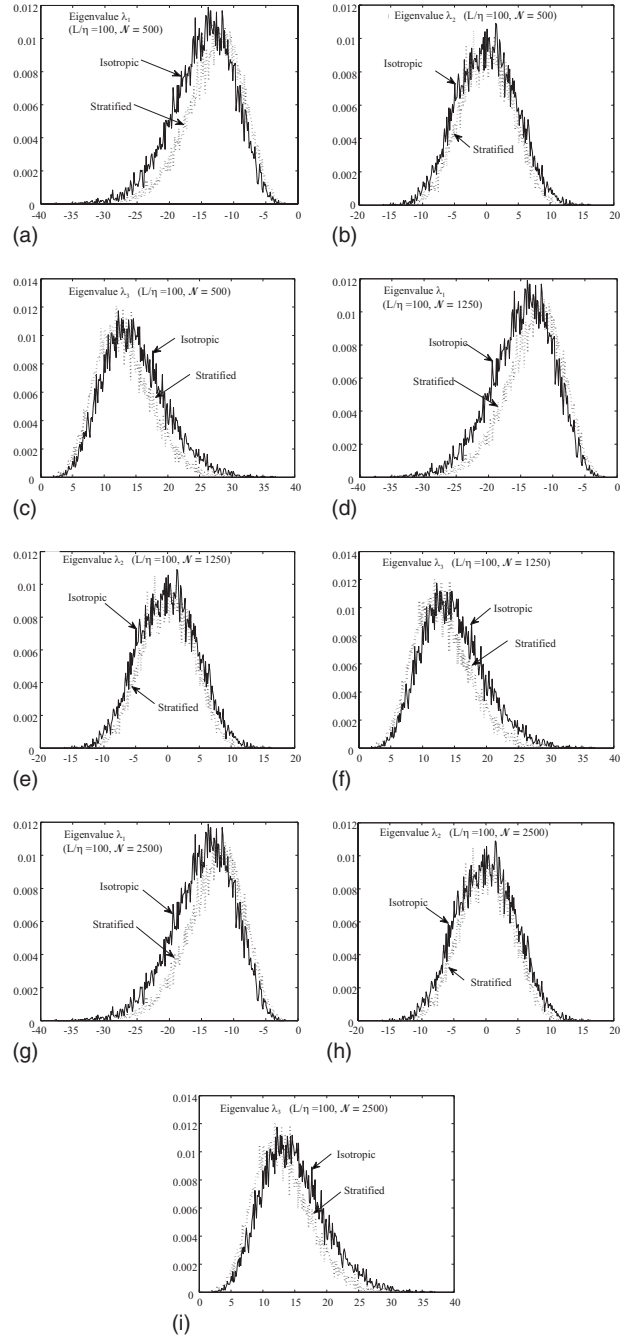 Eigenvalue λ₁
(L/η =100, 𝒩 = 500)
Isotropic
Stratified
0.012
0.01
0.008
0.006
0.004
0.002
0
-40 -35 -30 -25 -20 -15 -10 -5 0
(a)
Eigenvalue λ₂ (L/η =100, 𝒩 = 500)
Isotropic
Stratified
0.012
0.01
0.008
0.006
0.004
0.002
0
-20 -15 -10 -5 0 5 10 15 20
(b)
Eigenvalue λ₃ (L/η =100, 𝒩 = 500)
Isotropic
Stratified
0.014
0.012
0.01
0.008
0.006
0.004
0.002
0
0 5 10 15 20 25 30 35 40
(c)
Eigenvalue λ₁
(L/η =100, 𝒩 = 1250)
Isotropic
Stratified
0.012
0.01
0.008
0.006
0.004
0.002
0
-40 -35 -30 -25 -20 -15 -10 -5 0
(d)
Eigenvalue λ₂ (L/η =100, 𝒩 = 1250)
Isotropic
Stratified
0.012
0.01
0.008
0.006
0.004
0.002
0
-20 -15 -10 -5 0 5 10 15 20
(e)
Eigenvalue λ₃ (L/η =100, 𝒩 = 1250)
Isotropic
Stratified
0.014
0.012
0.01
0.008
0.006
0.004
0.002
0
0 5 10 15 20 25 30 35 40
(f)
Eigenvalue λ₁
(L/η =100, 𝒩 = 2500)
Isotropic
Stratified
0.012
0.01
0.008
0.006
0.004
0.002
0
-40 -35 -30 -25 -20 -15 -10 -5 0
(g)
Eigenvalue λ₂ (L/η =100, 𝒩 = 2500)
Isotropic
Stratified
0.012
0.01
0.008
0.006
0.004
0.002
0
-20 -15 -10 -5 0 5 10 15 20
(h)
Eigenvalue λ₃ (L/η =100, 𝒩 = 2500)
Isotropic
Stratified
0.014
0.012
0.01
0.008
0.006
0.004
0.002
0
0 5 10 15 20 25 30 35 40
(i)